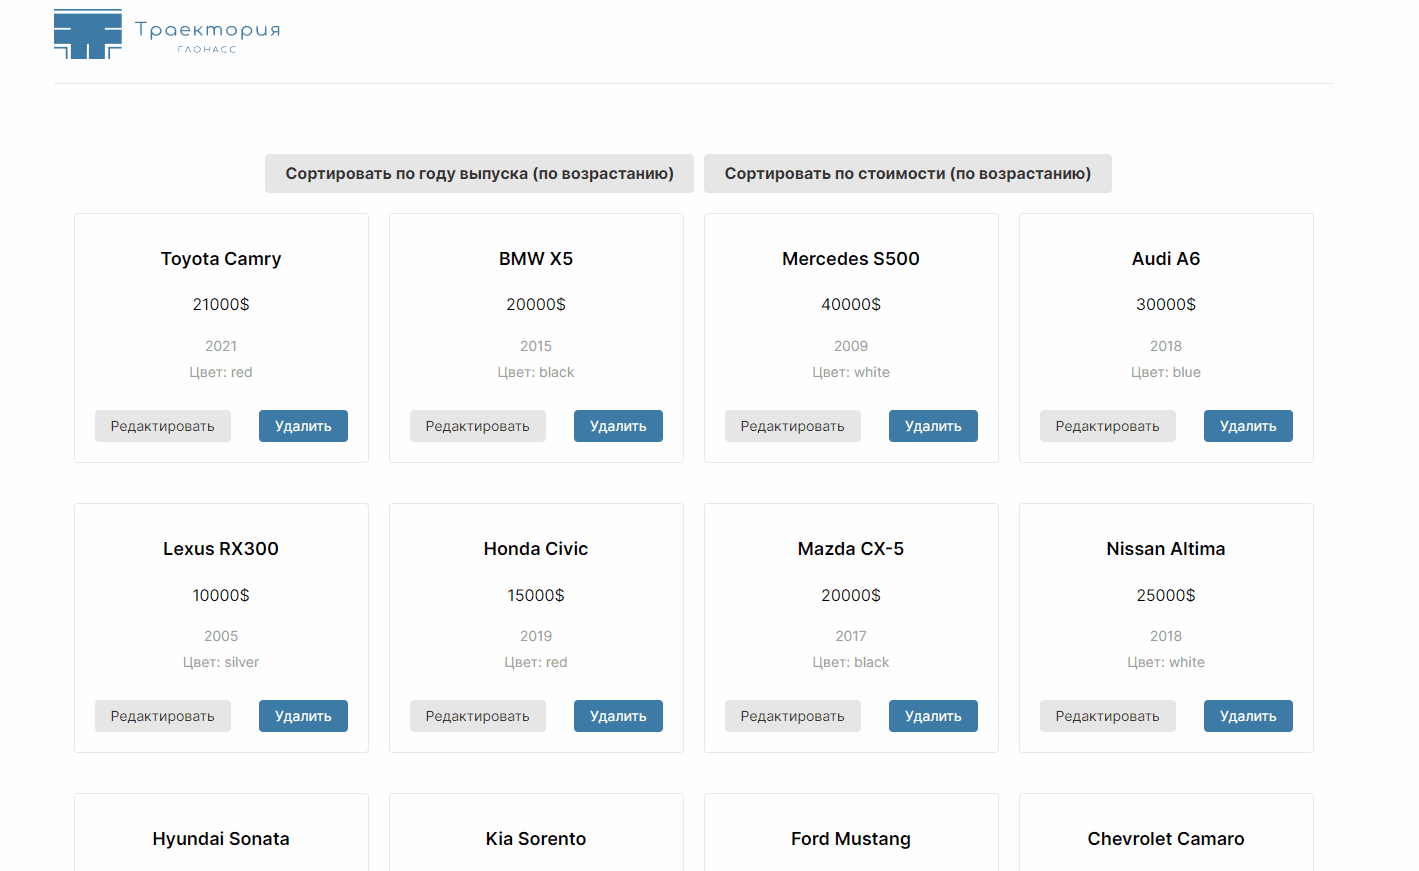 Траектория
ГЛОНАСС
Сортировать по году выпуска (по возрастанию) Сортировать по стоимости (по возрастанию)
Toyota Camry
21000$
2021
Цвет: red
Редактировать Удалить
BMW X5
20000$
2015
Цвет: black
Редактировать Удалить
Mercedes S500
40000$
2009
Цвет: white
Редактировать Удалить
Audi A6
30000$
2018
Цвет: blue
Редактировать Удалить
Lexus RX300
10000$
2005
Цвет: silver
Редактировать Удалить
Honda Civic
15000$
2019
Цвет: red
Редактировать Удалить
Mazda CX-5
20000$
2017
Цвет: black
Редактировать Удалить
Nissan Altima
25000$
2018
Цвет: white
Редактировать Удалить
Hyundai Sonata
Kia Sorento
Ford Mustang
Chevrolet Camaro